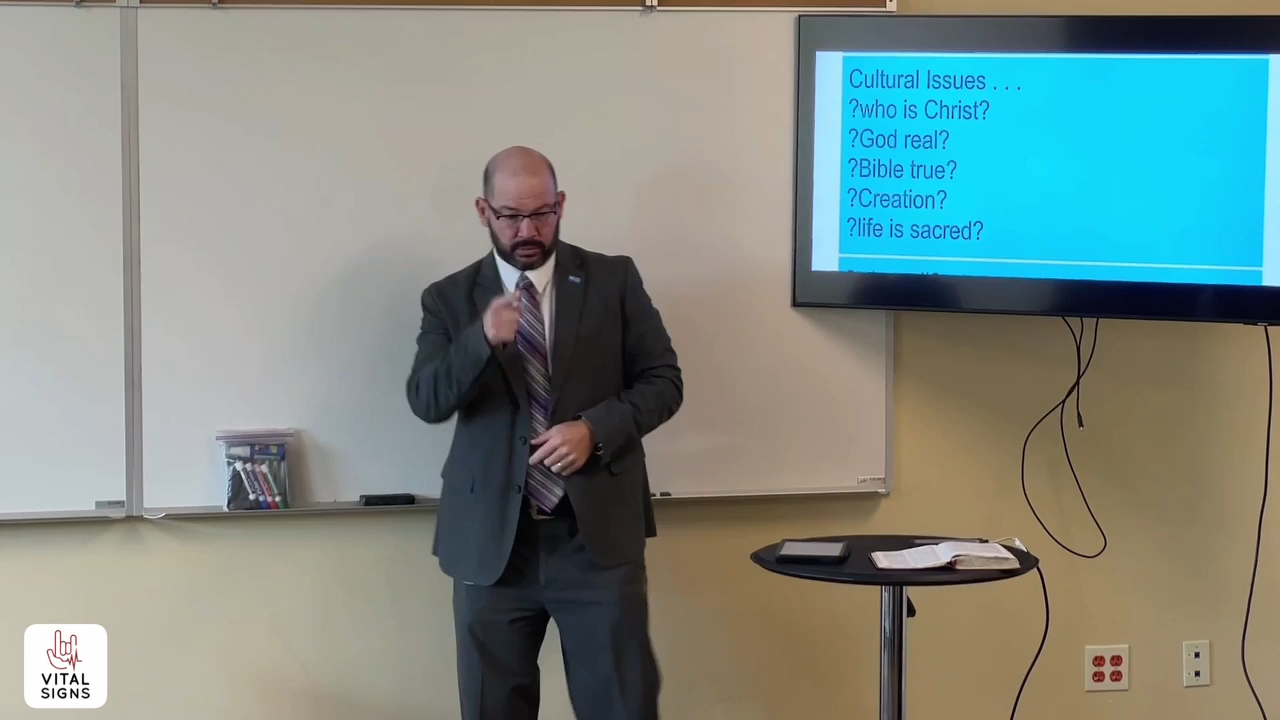 Cultural Issues . . .
?who is Christ?
?God real?
?Bible true?
?Creation?
?life is sacred?
VITAL
SIGNS